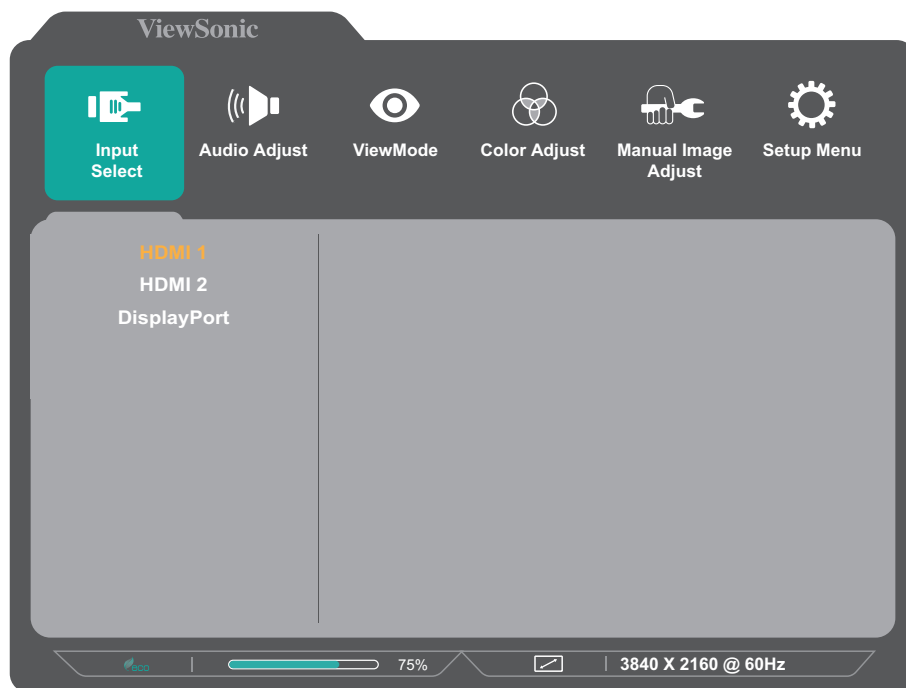 ViewSonic
Input
Select
Audio Adjust
ViewMode
Color Adjust
Manual Image
Adjust
Setup Menu
HDMI 1
HDMI 2
DisplayPort
eco
75%
3840 X 2160 @ 60Hz